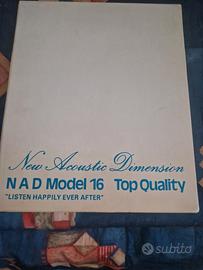 New Acoustic Dimension
NAD Model 16 Top Quality
"LISTEN HAPPILY EVER AFTER"
subito